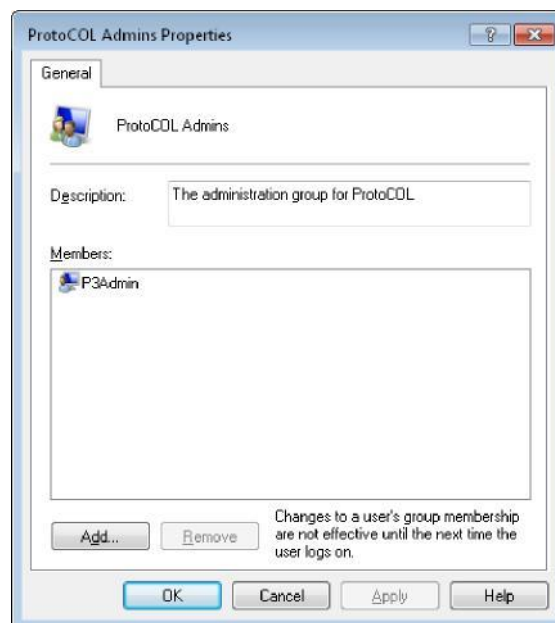 ProtoCOL Admins Properties
General
ProtoCOL Admins
Description:
The administration group for ProtoCOL
Members:
P3Admin
Add...
Remove
Changes to a user's group membership
are not effective until the next time the
user logs on.
OK
Cancel
Apply
Help